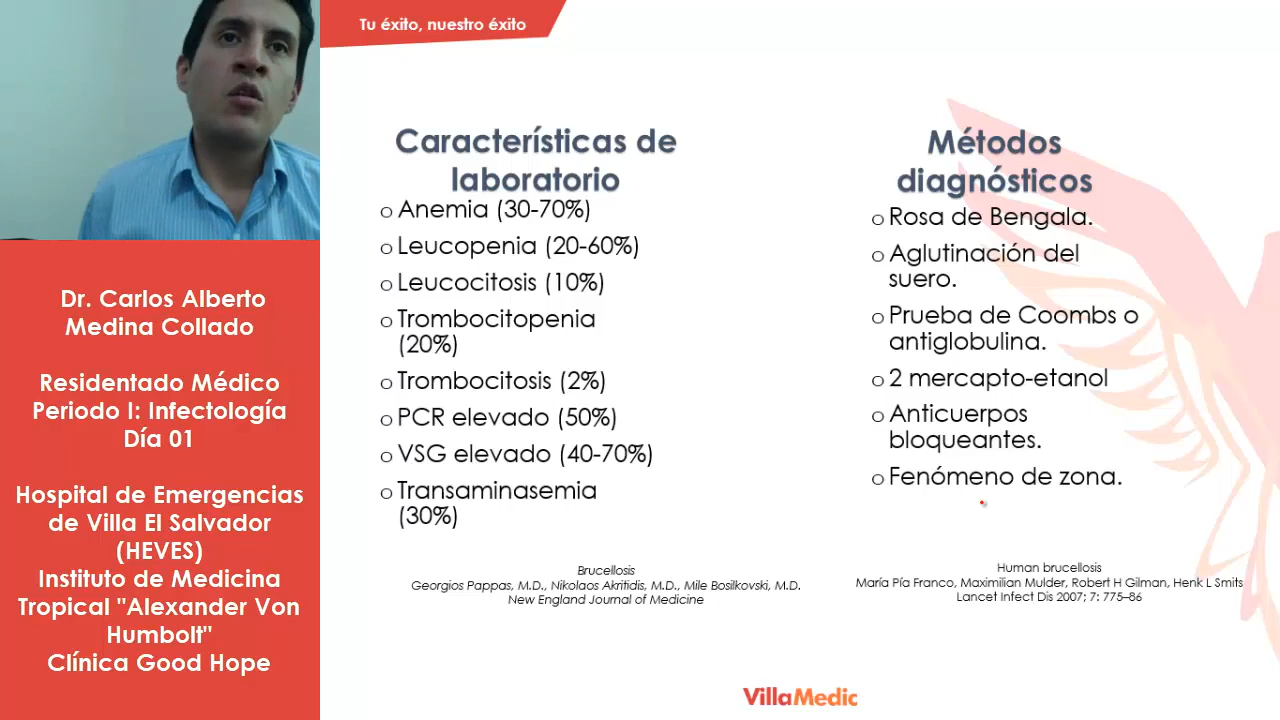 Tu éxito, nuestro éxito
Dr. Carlos Alberto
Medina Collado
Residentado Médico
Periodo I: Infectología
Día 01
Hospital de Emergencias
de Villa El Salvador
(HEVES)
Instituto de Medicina
Tropical "Alexander Von
Humbolt"
Clínica Good Hope
Características de
laboratorio
o Anemia (30-70%)
o Leucopenia (20-60%)
o Leucocitosis (10%)
o Trombocitopenia
(20%)
o Trombocitosis (2%)
o PCR elevado (50%)
o VSG elevado (40-70%)
o Transaminasemia
(30%)
Brucellosis
Georgios Pappas, M.D., Nikolaos Akritidis, M.D., Mile Bosilkovski, M.D.
New England Journal of Medicine
Métodos
diagnósticos
o Rosa de Bengala.
o Aglutinación del
suero.
o Prueba de Coombs o
antiglobulina.
o 2 mercapto-etanol
o Anticuerpos
bloqueantes.
o Fenómeno de zona.
Human brucellosis
María Pía Franco, Maximilian Mulder, Robert H Gilman, Henk L Smits
Lancet Infect Dis 2007; 7: 775–86
VillaMedic